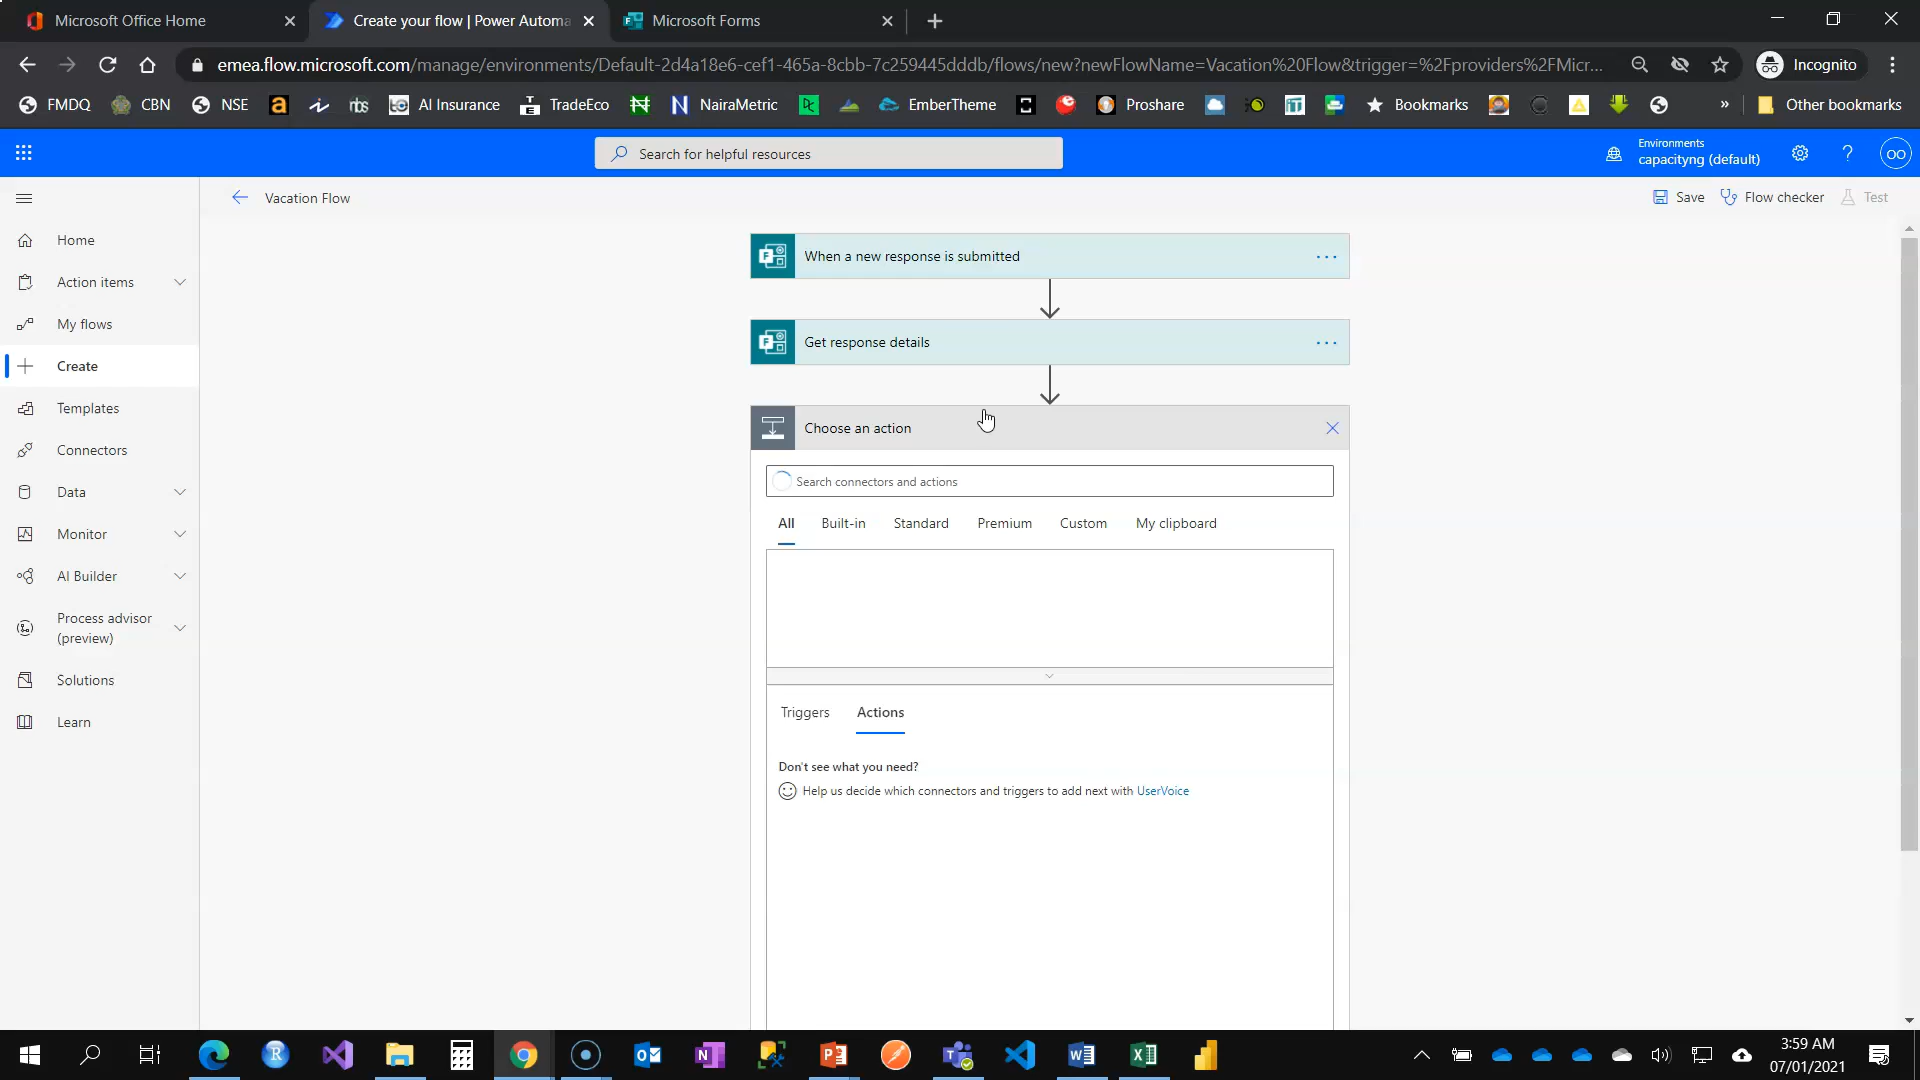 Microsoft Office Home
Create your flow | Power Automa
Microsoft Forms
emea.flow.microsoft.com/manage/environments/Default-2d4a18e6-cef1-465a-8cbb-7c259445dddb/flows/new?newFlowName=Vacation%20Flow&trigger=%2Fproviders%2FMicr...
Incognito
FMDQ
CBN
NSE
AI Insurance
TradeEco
NairaMetric
EmberTheme
Proshare
Bookmarks
»
Other bookmarks
Search for helpful resources
Environments
capacityng (default)
?
OO
Vacation Flow
Save
Flow checker
Test
Home
Action items
My flows
Create
Templates
Connectors
Data
Monitor
AI Builder
Process advisor
(preview)
Solutions
Learn
When a new response is submitted
Get response details
Choose an action
Search connectors and actions
All
Built-in
Standard
Premium
Custom
My clipboard
Triggers
Actions
Don't see what you need?
Help us decide which connectors and triggers to add next with UserVoice
3:59 AM
07/01/2021